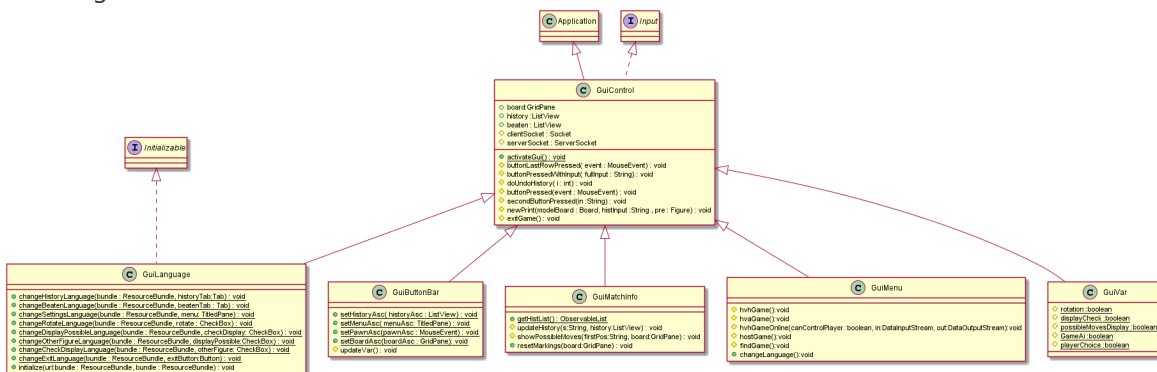 C Application
I Input
C GuiControl
board:GridPane
history :ListView
beaten : ListView
clientSocket : Socket
serverSocket : ServerSocket
activateGui() : void
buttonLastRowPressed( event : MouseEvent) : void
buttonPressedWithInput( fullInput : String) : void
doUndoHistory( i : int) : void
buttonPressed(event : MouseEvent) : void
secondButtonPressed(in :String) : void
newPrint(modelBoard : Board, histInput :String , pre : Figure) : void
exitGame() : void
I Initializable
C GuiLanguage
changeHistoryLanguage(bundle : ResourceBundle, historyTab:Tab) : void
changeBeatenLanguage(bundle : ResourceBundle, beatenTab : Tab) : void
changeSettingsLanguage(bundle : ResourceBundle, menu: TitledPane) : void
changeRotateLanguage(bundle : ResourceBundle, rotate : CheckBox) : void
changeDisplayPossibleLanguage(bundle : ResourceBundle, checkDisplay: CheckBox) : void
changeOtherFigureLanguage(bundle : ResourceBundle, displayPossible:CheckBox) : void
changeCheckDisplayLanguage(bundle : ResourceBundle, otherFigure: CheckBox) : void
changeExitLanguage(bundle : ResourceBundle, exitButton:Button) : void
initialize(url:bundle : ResourceBundle, bundle : ResourceBundle) : void
C GuiButtonBar
setHistoryAsc( historyAsc : ListView) : void
setMenuAsc( menuAsc: TitledPane) : void
setPawnAsc(pawnAsc : MouseEvent) : void
setBoardAsc(boardAsc : GridPane): void
updateVar() : void
C GuiMatchInfo
getHistList() : ObservableList
updateHistory(s:String, history:ListView) : void
showPossibleMoves(firstPos:String, board:GridPane) : void
resetMarkings(board:GridPane) : void
C GuiMenu
hvhGame():void
hvaGame():void
hvhGameOnline(canControlPlayer :boolean, in:DataInputStream, out:DataOutputStream):void
hostGame():void
findGame():void
changeLanguage():void
C GuiVar
rotation :boolean
displayCheck :boolean
possibleMovesDisplay :boolean
GameAi :boolean
playerChoice :boolean